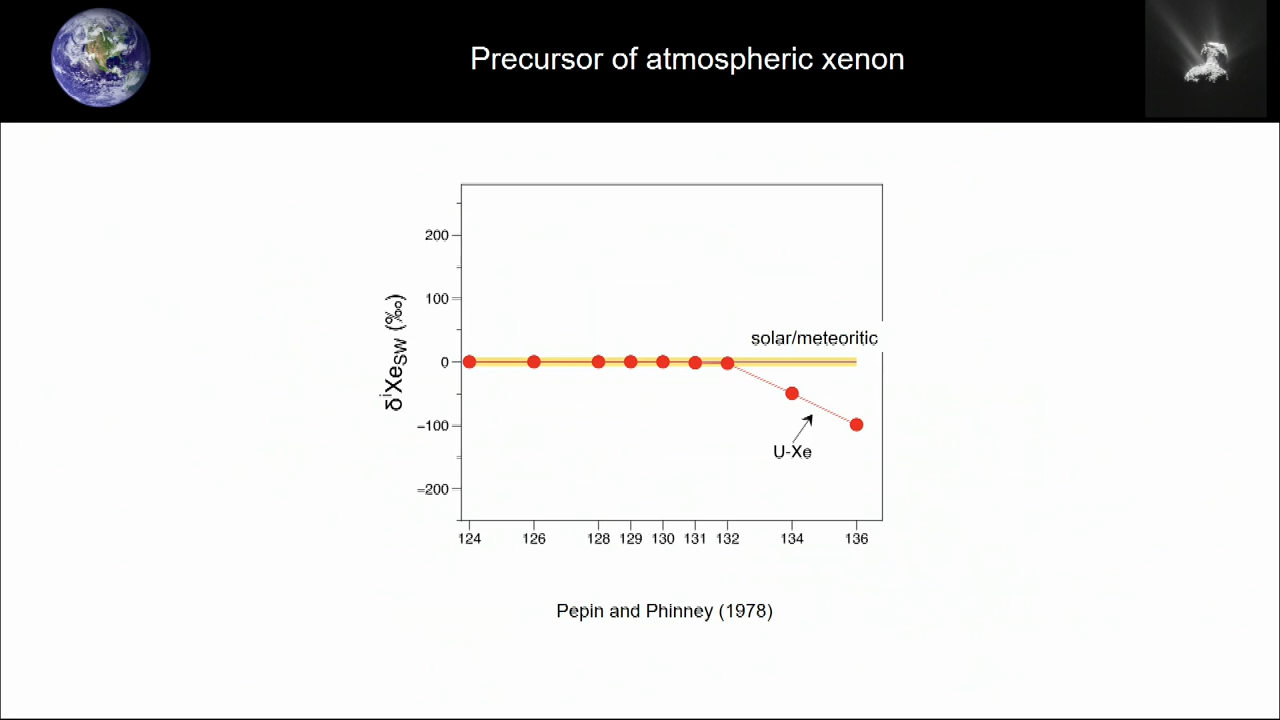 Precursor of atmospheric xenon
200
100
0
−100
−200
δⁱXeSW (‰)
solar/meteoritic
U-Xe
124 126 128 129 130 131 132 134 136
Pepin and Phinney (1978)